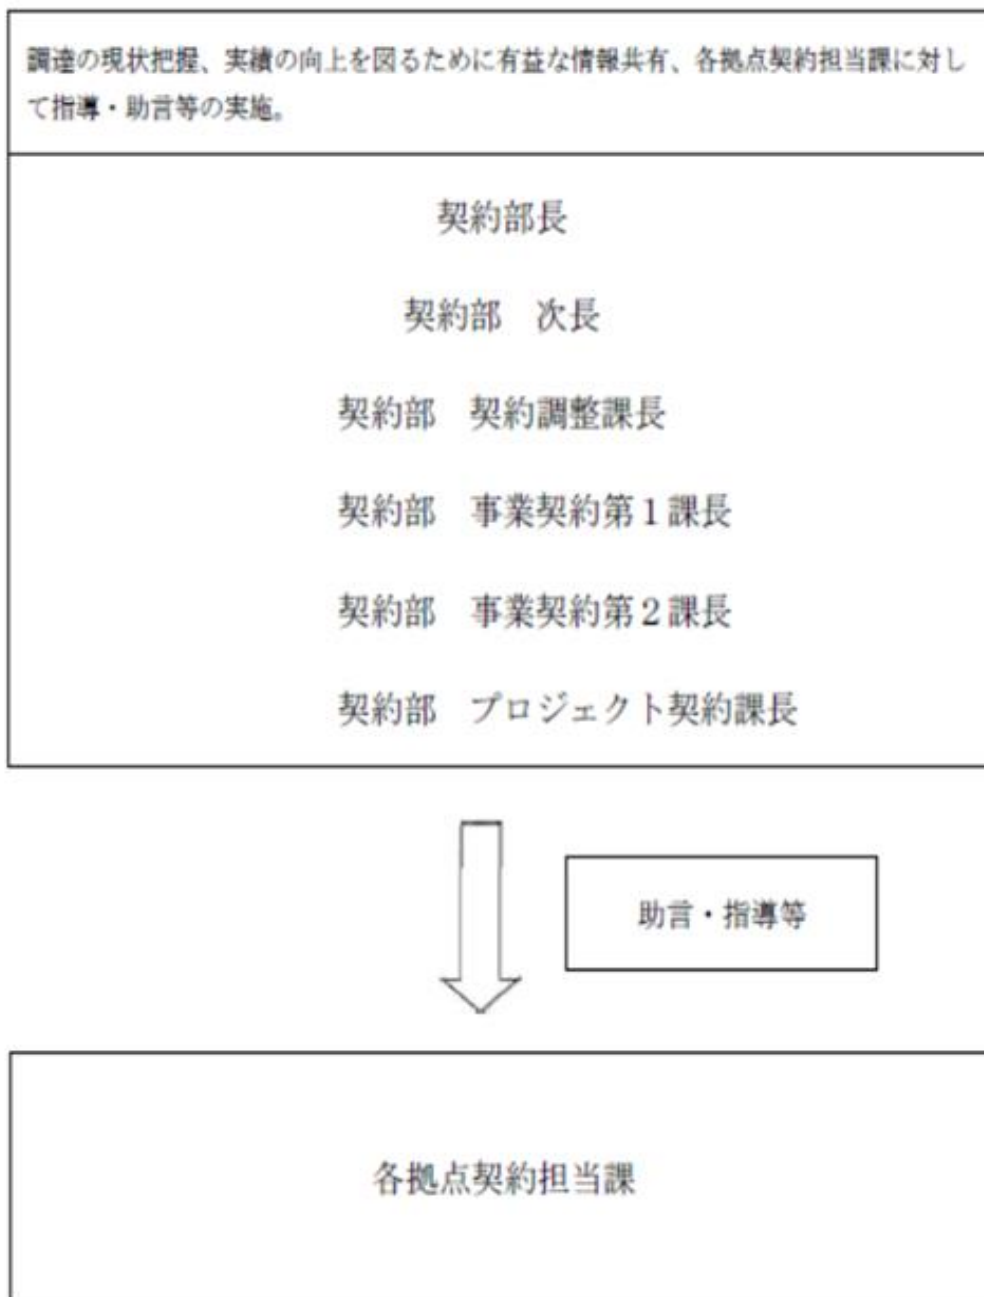 調達の現状把握、実績の向上を図るために有益な情報共有、各拠点契約担当課に対し
て指導・助言等の実施。
契約部長
契約部　次長
契約部　契約調整課長
契約部　事業契約第１課長
契約部　事業契約第２課長
契約部　プロジェクト契約課長
助言・指導等
各拠点契約担当課